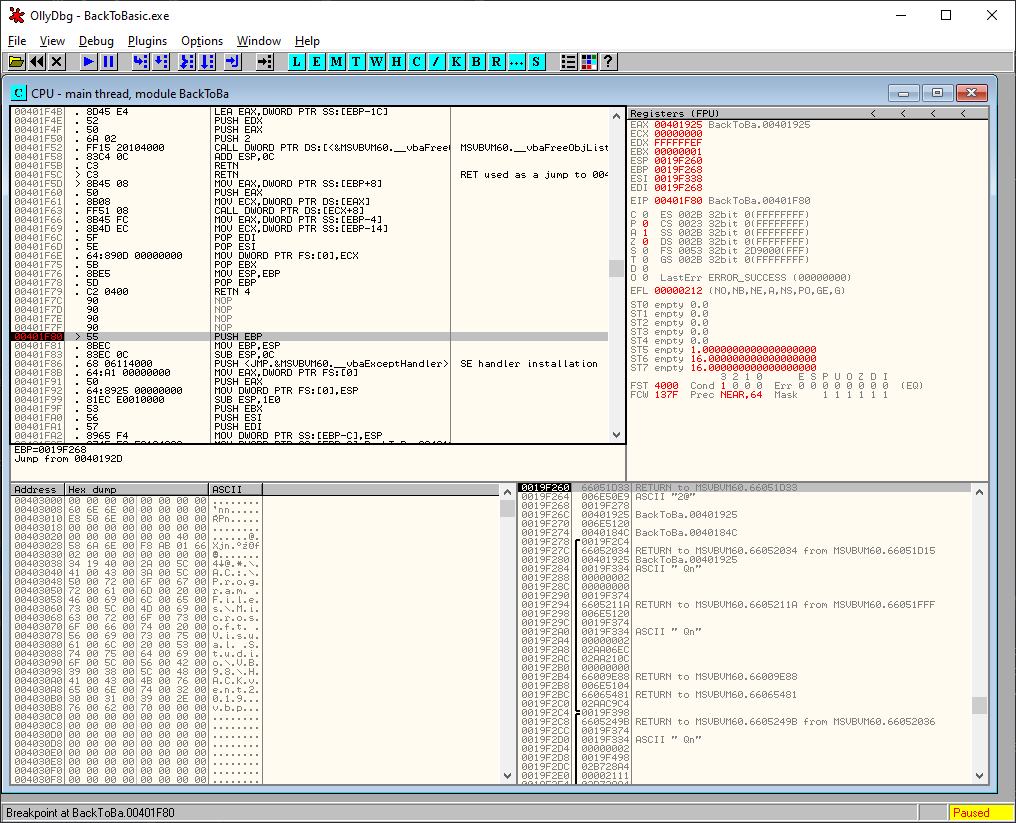 OllyDbg - BackToBasic.exe
File View Debug Plugins Options Window Help
L E M T W H C / K B R ... S ?
C CPU - main thread, module BackToBa
00401F4B . 8D45 E4 LEA EAX,DWORD PTR SS:[EBP-1C]
00401F4E . 52 PUSH EDX
00401F4F . 50 PUSH EAX
00401F50 . 6A 02 PUSH 2
00401F52 . FF15 20104000 CALL DWORD PTR DS:[<&MSVBVM60.__vbaFree MSVBVM60.__vbaFreeObjList
00401F58 . 83C4 0C ADD ESP,0C
00401F5B . C3 RETN
00401F5C > C3 RETN RET used as a jump to 004
00401F5D > 8B45 08 MOV EAX,DWORD PTR SS:[EBP+8]
00401F60 . 50 PUSH EAX
00401F61 . 8B08 MOV ECX,DWORD PTR DS:[EAX]
00401F63 . FF51 08 CALL DWORD PTR DS:[ECX+8]
00401F66 . 8B45 FC MOV EAX,DWORD PTR SS:[EBP-4]
00401F69 . 8B4D EC MOV ECX,DWORD PTR SS:[EBP-14]
00401F6C . 5F POP EDI
00401F6D . 5E POP ESI
00401F6E . 64:890D 00000000 MOV DWORD PTR FS:[0],ECX
00401F75 . 5B POP EBX
00401F76 . 8BE5 MOV ESP,EBP
00401F78 . 5D POP EBP
00401F79 . C2 0400 RETN 4
00401F7C 90 NOP
00401F7D 90 NOP
00401F7E 90 NOP
00401F7F 90 NOP
00401F80 > 55 PUSH EBP
00401F81 . 8BEC MOV EBP,ESP
00401F83 . 83EC 0C SUB ESP,0C
00401F86 . 68 06114000 PUSH <JMP.&MSVBVM60.__vbaExceptHandler> SE handler installation
00401F8B . 64:A1 00000000 MOV EAX,DWORD PTR FS:[0]
00401F91 . 50 PUSH EAX
00401F92 . 64:8925 00000000 MOV DWORD PTR FS:[0],ESP
00401F99 . 81EC E0010000 SUB ESP,1E0
00401F9F . 53 PUSH EBX
00401FA0 . 56 PUSH ESI
00401FA1 . 57 PUSH EDI
00401FA2 . 8965 F4 MOV DWORD PTR SS:[EBP-C],ESP
EBP=0019F268
Jump from 0040192D
Registers (FPU) < < < <
EAX 00401925 BackToBa.00401925
ECX 00000000
EDX FFFFFFEF
EBX 00000001
ESP 0019F260
EBP 0019F268
ESI 0019F338
EDI 0019F268
EIP 00401F80 BackToBa.00401F80
C 0 ES 002B 32bit 0(FFFFFFFF)
P 0 CS 0023 32bit 0(FFFFFFFF)
A 1 SS 002B 32bit 0(FFFFFFFF)
Z 0 DS 002B 32bit 0(FFFFFFFF)
S 0 FS 0053 32bit 2D9000(FFF)
T 0 GS 002B 32bit 0(FFFFFFFF)
D 0
O 0 LastErr ERROR_SUCCESS (00000000)
EFL 00000212 (NO,NB,NE,A,NS,PO,GE,G)
ST0 empty 0.0
ST1 empty 0.0
ST2 empty 0.0
ST3 empty 0.0
ST4 empty 0.0
ST5 empty 1.0000000000000000000
ST6 empty 16.000000000000000000
ST7 empty 16.000000000000000000
3 2 1 0 E S P U O Z D I
FST 4000 Cond 1 0 0 0 Err 0 0 0 0 0 0 0 0 (EQ)
FCW 137F Prec NEAR,64 Mask 1 1 1 1 1 1
Address Hex dump ASCII
00403000 00 00 00 00 00 00 00 00 ........
00403008 60 6E 6E 00 00 00 00 00 `nn.....
00403010 E8 50 6E 00 00 00 00 00
00403018 00 00 00 00 00 00 00 00 ........
00403020 00 00 00 00 00 00 40 00 ......@.
00403028 58 6A 6E 00 F8 AB 01 66
00403030 02 00 00 00 00 00 00 00
00403038 34 19 40 00 2A 00 5C 00
00403040 41 00 43 00 3A 00 5C 00 A.C.:.\.
00403048 50 00 72 00 6F 00 67 00 P.r.o.g.
00403050 72 00 61 00 6D 00 20 00 r.a.m. .
00403058 46 00 69 00 6C 00 65 00 F.i.l.e.
00403060 73 00 5C 00 4D 00 69 00 s.\.M.i.
00403068 63 00 72 00 6F 00 73 00 c.r.o.s.
00403070 6F 00 66 00 74 00 20 00 o.f.t. .
00403078 56 00 69 00 73 00 75 00 V.i.s.u.
00403080 61 00 6C 00 20 00 53 00 a.l. .S.
00403088 74 00 75 00 64 00 69 00 t.u.d.i.
00403090 6F 00 5C 00 56 00 42 00 o.\.V.B.
00403098 39 00 38 00 5C 00 48 00 9.8.\.H.
004030A0 41 00 43 00 4B 00 76 00 A.C.K.v.
004030A8 65 00 6E 00 74 00 32 00 e.n.t.2.
004030B0 30 00 31 00 39 00 2E 00 0.1.9...
004030B8 76 00 62 00 70 00 00 00 v.b.p...
004030C0 00 00 00 00 00 00 00 00 ........
004030C8 00 00 00 00 00 00 00 00 ........
004030D0 00 00 00 00 00 00 00 00 ........
004030D8 00 00 00 00 00 00 00 00 ........
004030E0 00 00 00 00 00 00 00 00 ........
004030E8 00 00 00 00 00 00 00 00 ........
004030F0 00 00 00 00 00 00 00 00 ........
004030F8 00 00 00 00 00 00 00 00 ........
0019F260 66051D33 RETURN to MSVBVM60.66051D33
0019F264 006E50E9 ASCII "2@"
0019F268 0019F278
0019F26C 00401925 BackToBa.00401925
0019F270 006E5120
0019F274 0040184C BackToBa.0040184C
0019F278 0019F2C4
0019F27C 66052034 RETURN to MSVBVM60.66052034 from MSVBVM60.66051D15
0019F280 00401925 BackToBa.00401925
0019F284 0019F334 ASCII " Qn"
0019F288 00000002
0019F28C 00000000
0019F290 0019F374
0019F294 6605211A RETURN to MSVBVM60.6605211A from MSVBVM60.66051FFF
0019F298 006E5120
0019F29C 0019F374
0019F2A0 0019F334 ASCII " Qn"
0019F2A4 00000002
0019F2A8 02AA06EC
0019F2AC 02AA210C
0019F2B0 00000000
0019F2B4 66009E88 RETURN to MSVBVM60.66009E88
0019F2B8 006E5104
0019F2BC 66065481 RETURN to MSVBVM60.66065481
0019F2C0 02AAC9C4
0019F2C4 0019F398
0019F2C8 6605249B RETURN to MSVBVM60.6605249B from MSVBVM60.66052036
0019F2CC 0019F374
0019F2D0 0019F334 ASCII " Qn"
0019F2D4 00000002
0019F2D8 0019F498
0019F2DC 02B728A4
0019F2E0 00002111
Breakpoint at BackToBa.00401F80 Paused